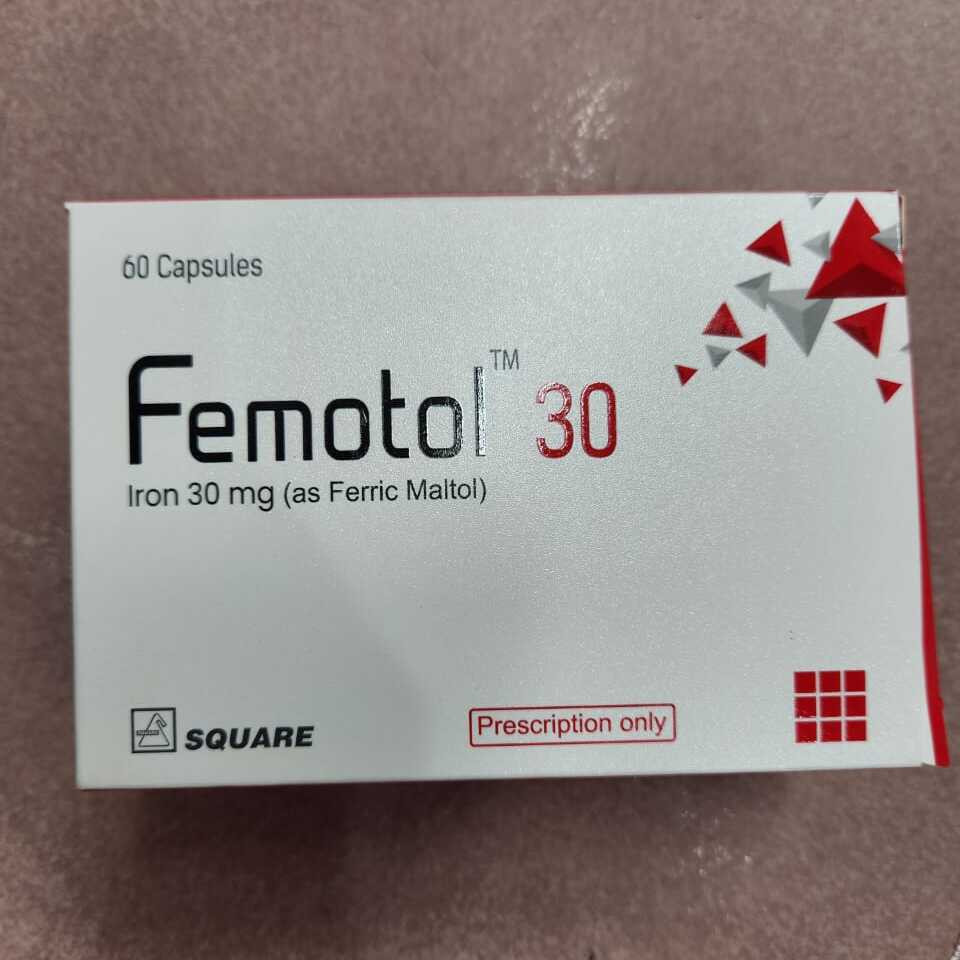 60 Capsules
Femotol™ 30
Iron 30 mg (as Ferric Maltol)
SQUARE
Prescription only